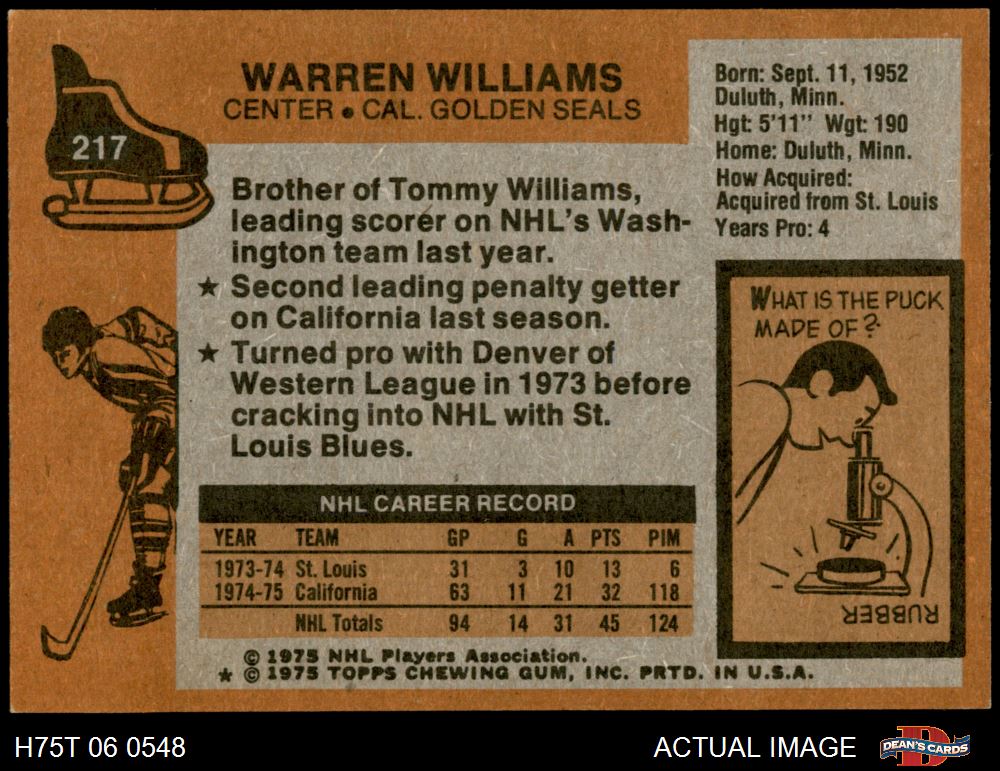 WARREN WILLIAMS
CENTER • CAL. GOLDEN SEALS
217
Born: Sept. 11, 1952
Duluth, Minn.
Hgt: 5'11" Wgt: 190
Home: Duluth, Minn.
How Acquired:
Acquired from St. Louis
Years Pro: 4
Brother of Tommy Williams,
leading scorer on NHL's Wash-
ington team last year.
★ Second leading penalty getter
on California last season.
★ Turned pro with Denver of
Western League in 1973 before
cracking into NHL with St.
Louis Blues.
WHAT IS THE PUCK
MADE OF?
RUBBER
NHL CAREER RECORD
YEAR TEAM GP G A PTS PIM
1973-74 St. Louis 31 3 10 13 6
1974-75 California 63 11 21 32 118
NHL Totals 94 14 31 45 124
© 1975 NHL Players Association.
★ © 1975 TOPPS CHEWING GUM, INC. PRTD. IN U.S.A.
H75T 06 0548
ACTUAL IMAGE
D
DEAN'S CARDS